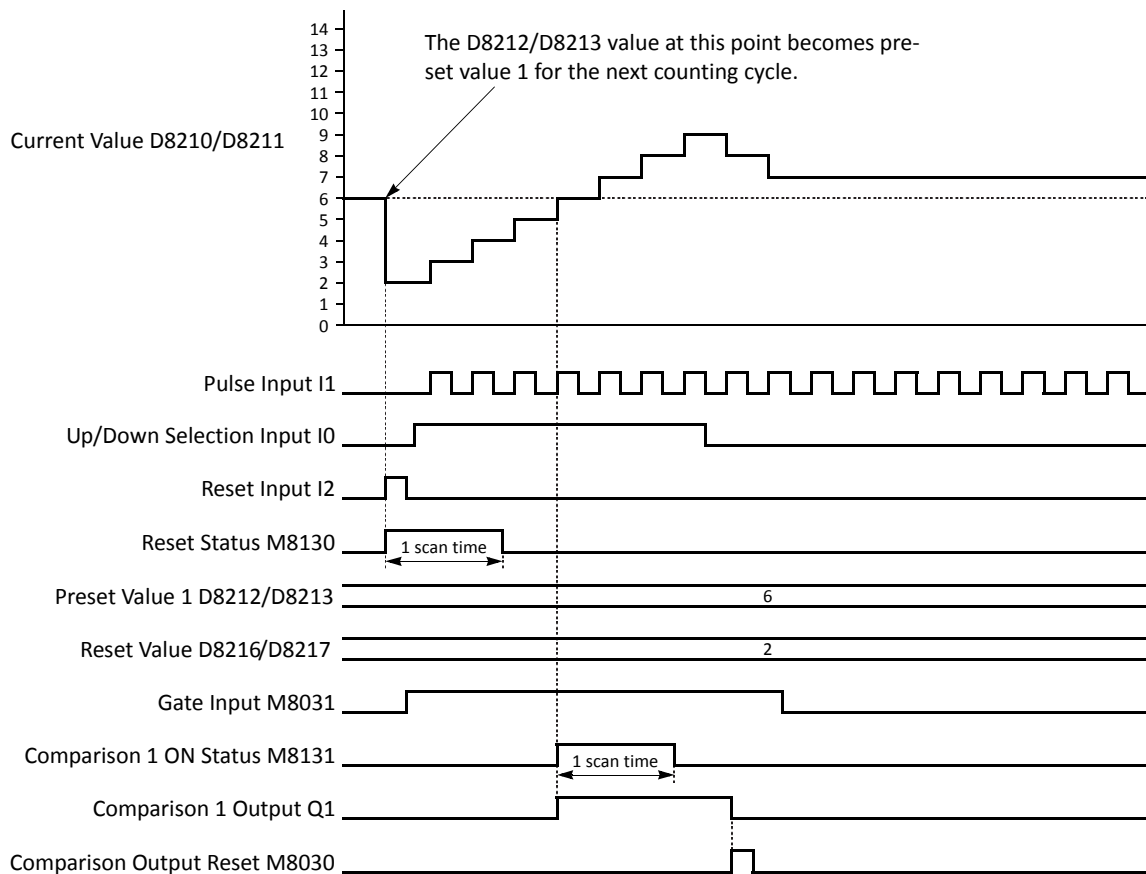 14
13
12
11
10
9
8
7
6
5
4
3
2
1
0
The D8212/D8213 value at this point becomes pre-
set value 1 for the next counting cycle.
Current Value D8210/D8211
Pulse Input I1
Up/Down Selection Input I0
Reset Input I2
Reset Status M8130
1 scan time
Preset Value 1 D8212/D8213
6
Reset Value D8216/D8217
2
Gate Input M8031
Comparison 1 ON Status M8131
1 scan time
Comparison 1 Output Q1
Comparison Output Reset M8030